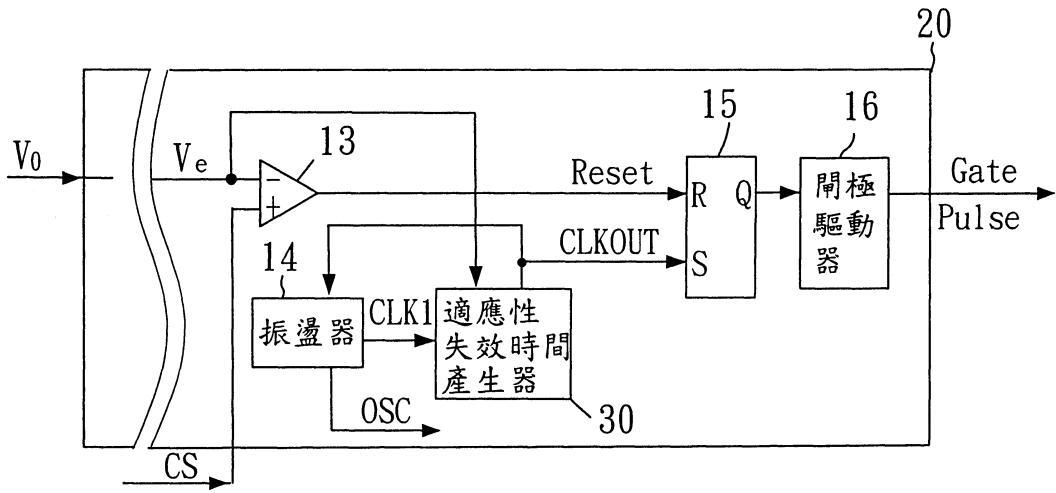 20
15
16
13
V0
Ve
−
+
Reset
R
Q
S
閘極
驅動
器
Gate
Pulse
CLKOUT
14
振盪器
CLK1
適應性
失效時間
產生器
OSC
30
CS